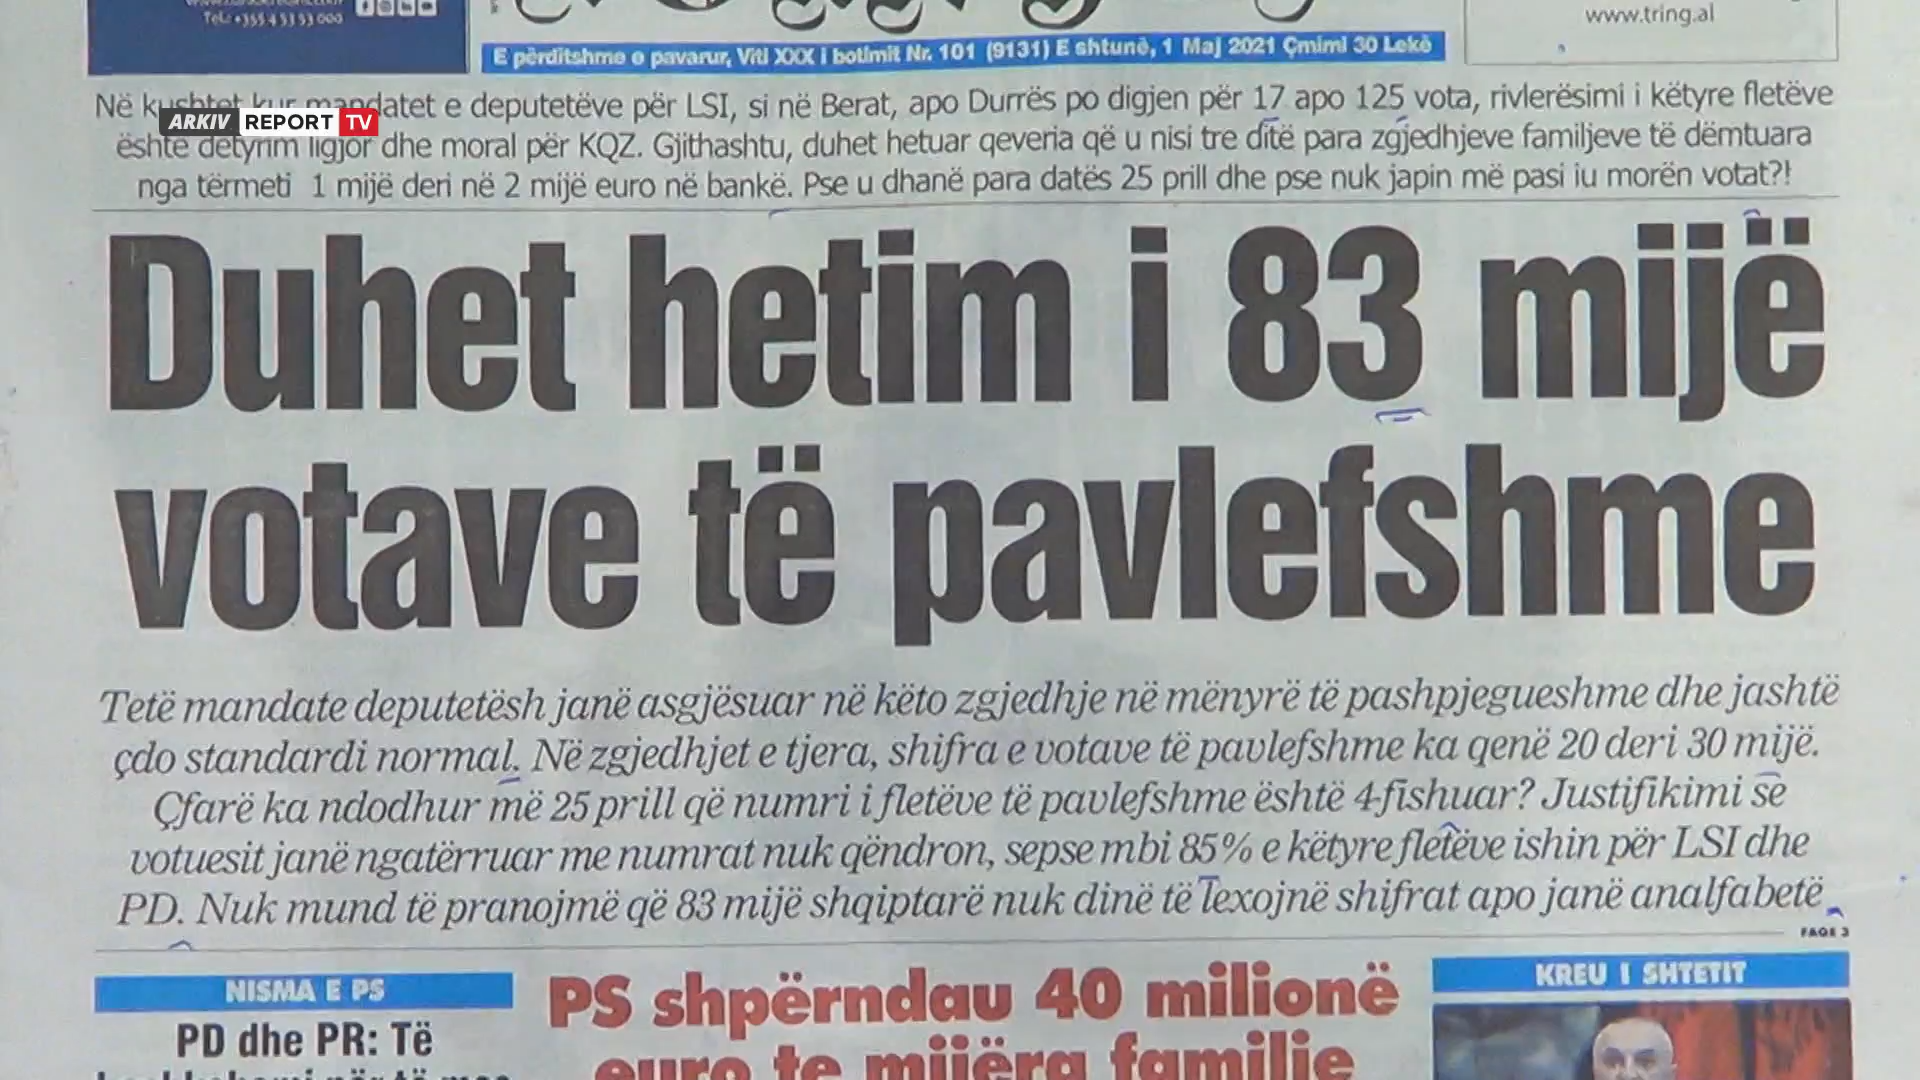 Tel.: +355 4 53 53 000
www.tring.al
E përditshme e pavarur, Viti XXX i botimit Nr. 101 (9131) E shtunë, 1 Maj 2021 Çmimi 30 Lekë
ARKIV REPORT TV
Në kushtet kur mandatet e deputetëve për LSI, si në Berat, apo Durrës po digjen për 17 apo 125 vota, rivlerësimi i këtyre fletëve
është detyrim ligjor dhe moral për KQZ. Gjithashtu, duhet hetuar qeveria që u nisi tre ditë para zgjedhjeve familjeve të dëmtuara
nga tërmeti 1 mijë deri në 2 mijë euro në bankë. Pse u dhanë para datës 25 prill dhe pse nuk japin më pasi iu morën votat?!
Duhet hetim i 83 mijë
votave të pavlefshme
Tetë mandate deputetësh janë asgjësuar në këto zgjedhje në mënyrë të pashpjegueshme dhe jashtë
çdo standardi normal. Në zgjedhjet e tjera, shifra e votave të pavlefshme ka qenë 20 deri 30 mijë.
Çfarë ka ndodhur më 25 prill që numri i fletëve të pavlefshme është 4-fishuar? Justifikimi se
votuesit janë ngatërruar me numrat nuk qëndron, sepse mbi 85% e këtyre fletëve ishin për LSI dhe
PD. Nuk mund të pranojmë që 83 mijë shqiptarë nuk dinë të lexojnë shifrat apo janë analfabetë
FAQE 3
NISMA E PS
PD dhe PR: Të
PS shpërndau 40 milionë
euro te mijëra familje
KREU I SHTETIT